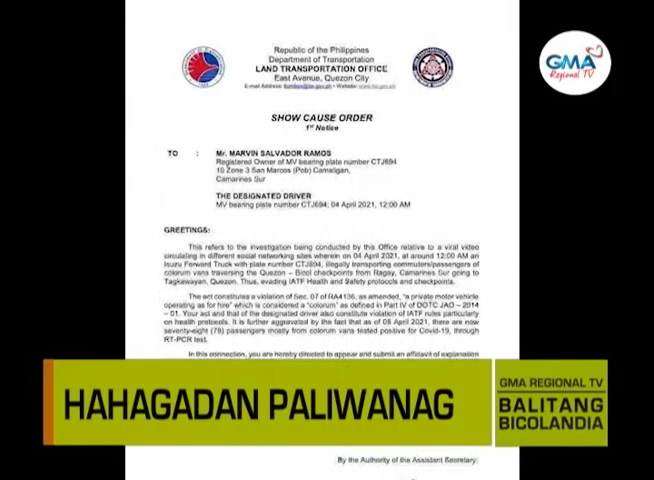 Republic of the Philippines
Department of Transportation
LAND TRANSPORTATION OFFICE
East Avenue, Quezon City
E-mail Address:
Website:
GMA
Regional TV
SHOW CAUSE ORDER
1st Notice
TO : Mr. MARVIN SALVADOR RAMOS
Registered Owner of MV bearing plate number CTJ694
10 Zone 3 San Marcos (Pob) Camaligan,
Camarines Sur
THE DESIGNATED DRIVER
MV bearing plate number CTJ694; 04 April 2021, 12:00 AM
GREETINGS:
This refers to the investigation being conducted by this Office relative to a viral video
circulating in different social networking sites wherein on 04 April 2021, at around 12:00 AM an
Isuzu Forward Truck with plate number CTJ694, illegally transporting commuters/passengers of
colorum vans traversing the Quezon – Bicol checkpoints from Ragay, Camarines Sur going to
Tagkawayan, Quezon. Thus, evading IATF Health and Safety protocols and checkpoints.
The act constitutes a violation of Sec. 07 of RA4136, as amended, "a private motor vehicle
operating as for hire" which is considered a "colorum" as defined in Part IV of DOTC JAO – 2014
– 01. Your act and that of the designated driver also constitute violation of IATF rules particularly
on health protocols. It is further aggravated by the fact that as of 08 April 2021, there are now
seventy-eight (78) passengers mostly from colorum vans tested positive for Covid-19, through
RT-PCR test.
In this connection, you are hereby directed to appear and submit an affidavit of explanation
HAHAGADAN PALIWANAG
GMA REGIONAL TV
BALITANG
BICOLANDIA
By the Authority of the Assistant Secretary: